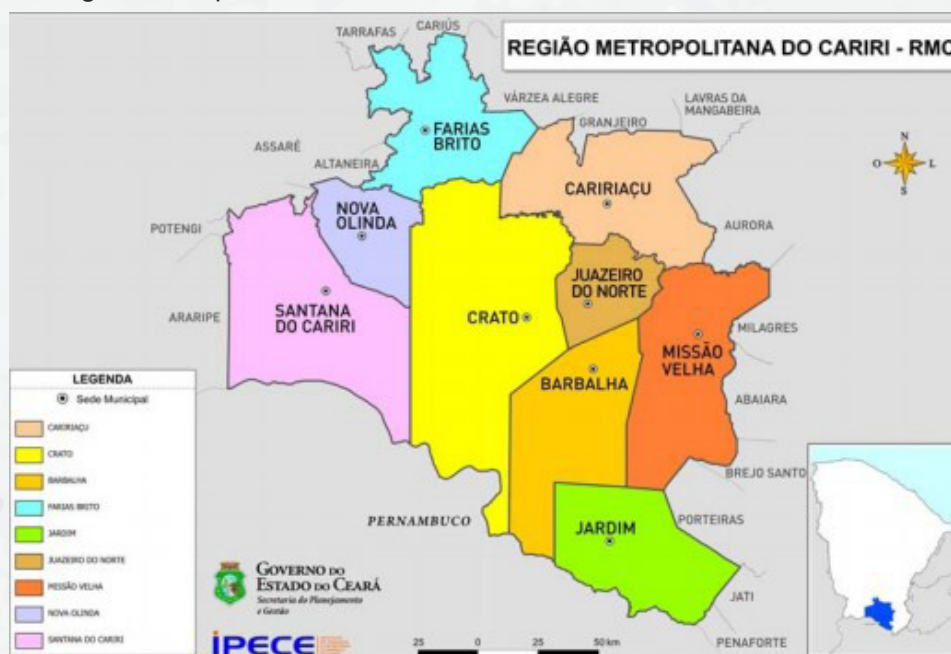 REGIÃO METROPOLITANA DO CARIRI - RMC
TARRAFAS
CARIÚS
VÁRZEA ALEGRE
LAVRAS DA
MANGABEIRA
GRANJEIRO
FARIAS
BRITO
ASSARÉ
ALTANEIRA
N
O
L
S
CARIRIAÇU
NOVA
OLINDA
POTENGI
AURORA
JUAZEIRO
DO NORTE
SANTANA
DO CARIRI
ARARIPE
CRATO
MILAGRES
MISSÃO
VELHA
BARBALHA
ABAIARA
BREJO SANTO
LEGENDA
Sede Municipal
CARIRIAÇU
CRATO
BARBALHA
FARIAS BRITO
JARDIM
JUAZEIRO DO NORTE
MISSÃO VELHA
NOVA OLINDA
SANTANA DO CARIRI
PERNAMBUCO
JARDIM
PORTEIRAS
JATI
PENAFORTE
GOVERNO DO
ESTADO DO CEARÁ
Secretaria do Planejamento
e Gestão
IPECE
25 0 25 50 km